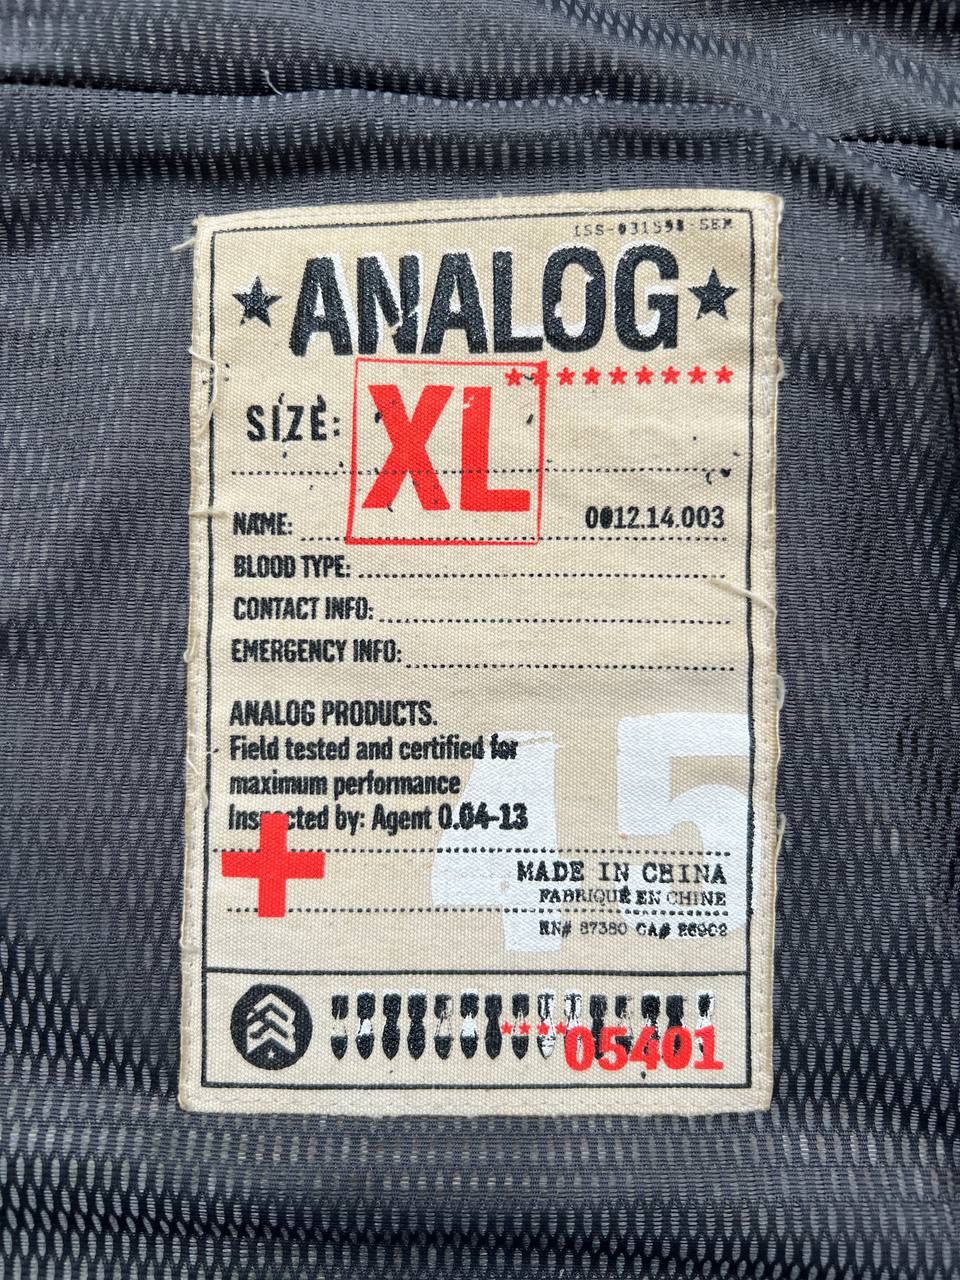 ISS-031598-SEM
ANALOG
*********
SIZE: XL
NAME: 0012.14.003
BLOOD TYPE:
CONTACT INFO:
EMERGENCY INFO:
ANALOG PRODUCTS.
Field tested and certified for
maximum performance
Inspected by: Agent 0.04-13
45
MADE IN CHINA
FABRIQUÉ EN CHINE
RN# 87380 CA# 26902
****05401